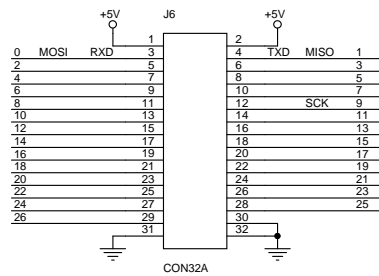 +5V J6 +5V
1 2
0 MOSI RXD 3 4 TXD MISO 1
2 5 6 3
4 7 8 5
6 9 10 7
8 11 12 SCK 9
10 13 14 11
12 15 16 13
14 17 18 15
16 19 20 17
18 21 22 19
20 23 24 21
22 25 26 23
24 27 28 25
26 29 30
31 32
CON32A